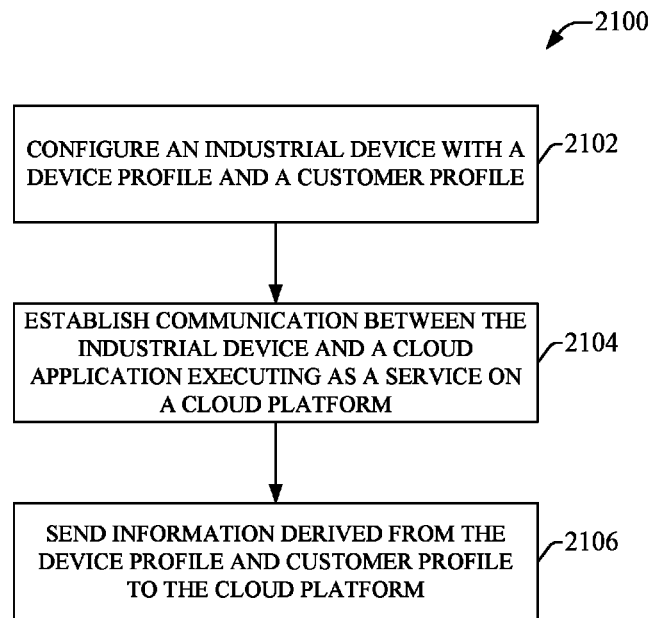 2100
CONFIGURE AN INDUSTRIAL DEVICE WITH A
DEVICE PROFILE AND A CUSTOMER PROFILE
2102
ESTABLISH COMMUNICATION BETWEEN THE
INDUSTRIAL DEVICE AND A CLOUD
APPLICATION EXECUTING AS A SERVICE ON
A CLOUD PLATFORM
2104
SEND INFORMATION DERIVED FROM THE
DEVICE PROFILE AND CUSTOMER PROFILE
TO THE CLOUD PLATFORM
2106